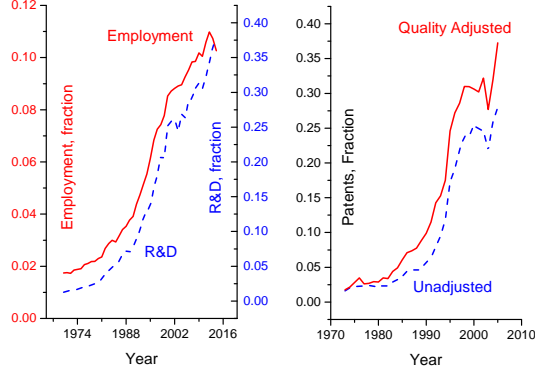 0.12
0.10
0.08
0.06
0.04
0.02
0.00
Employment, fraction
Employment
R&D
0.40
0.35
0.30
0.25
0.20
0.15
0.10
0.05
0.00
R&D, fraction
1974 1988 2002 2016
Year
0.40
0.35
0.30
0.25
0.20
0.15
0.10
0.05
0.00
Patents, Fraction
Quality Adjusted
Unadjusted
1970 1980 1990 2000 2010
Year